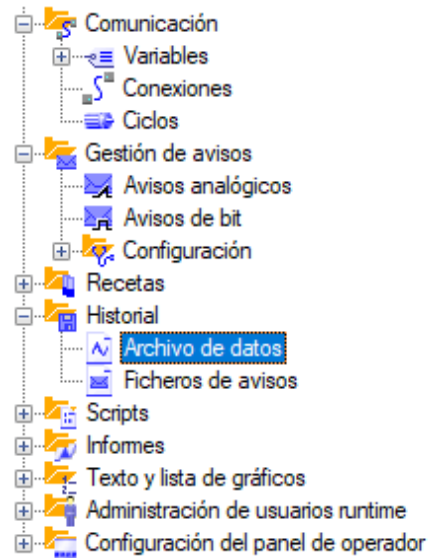 Comunicación
Variables
Conexiones
Ciclos
Gestión de avisos
Avisos analógicos
Avisos de bit
Configuración
Recetas
Historial
Archivo de datos
Ficheros de avisos
Scripts
Informes
Texto y lista de gráficos
Administración de usuarios runtime
Configuración del panel de operador